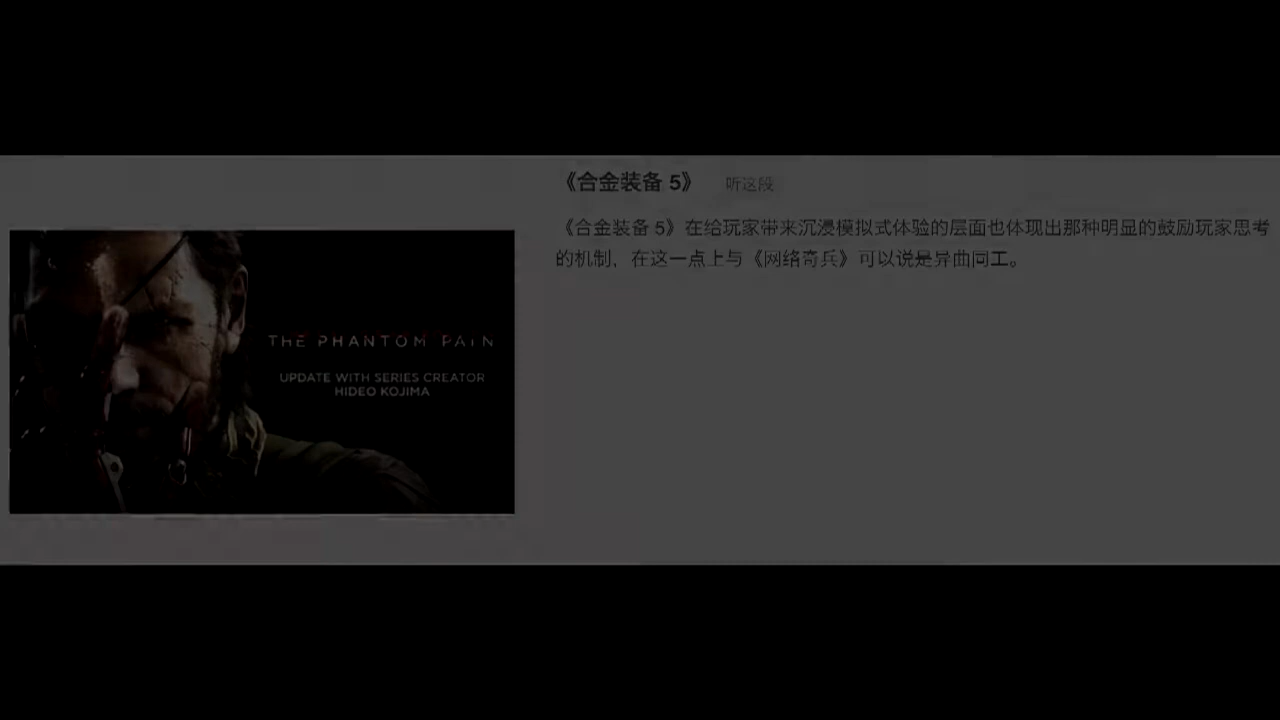 《合金装备 5》 听这段
《合金装备 5》在给玩家带来沉浸模拟式体验的层面也体现出那种明显的鼓励玩家思考
的机制，在这一点上与《网络奇兵》可以说是异曲同工。
THE PHANTOM PAIN
UPDATE WITH SERIES CREATOR
HIDEO KOJIMA